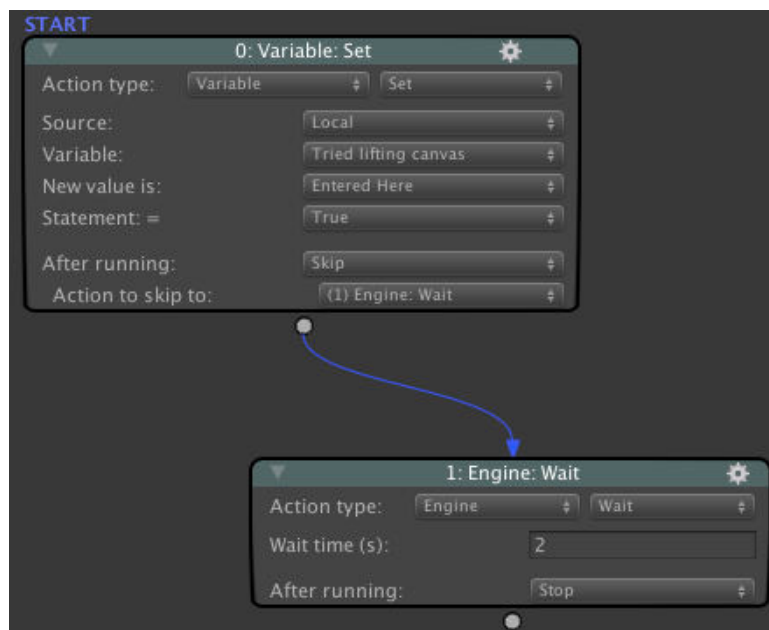 START
0: Variable: Set
Action type: Variable Set
Source: Local
Variable: Tried lifting canvas
New value is: Entered Here
Statement: = True
After running: Skip
Action to skip to: (1) Engine: Wait
1: Engine: Wait
Action type: Engine Wait
Wait time (s): 2
After running: Stop